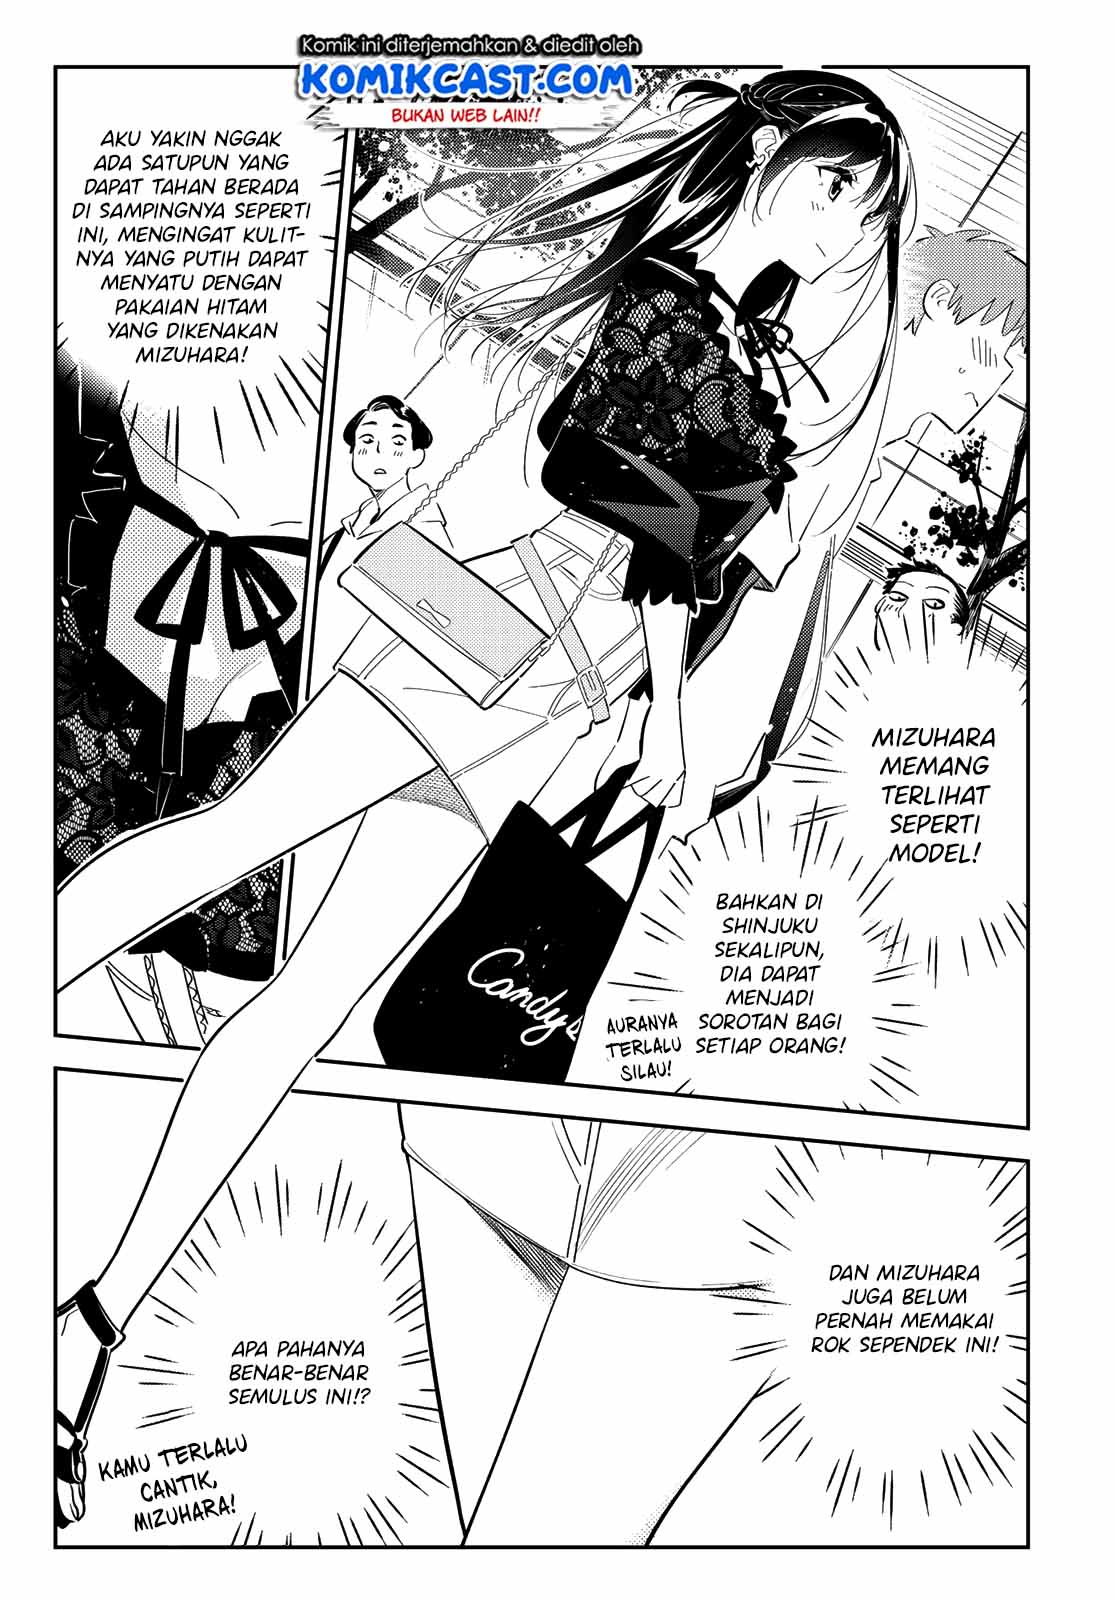 Komik ini diterjemahkan & diedit oleh
KOMIKCAST.COM
BUKAN WEB LAIN!!
AKU YAKIN NGGAK
ADA SATUPUN YANG
DAPAT TAHAN BERADA
DI SAMPINGNYA SEPERTI
INI, MENGINGAT KULIT-
NYA YANG PUTIH DAPAT
MENYATU DENGAN
PAKAIAN HITAM
YANG DIKENAKAN
MIZUHARA!
MIZUHARA
MEMANG
TERLIHAT
SEPERTI
MODEL!
BAHKAN DI
SHINJUKU
SEKALIPUN,
DIA DAPAT
MENJADI
SOROTAN BAGI
SETIAP ORANG!
AURANYA
TERLALU
SILAU!
Candy
DAN MIZUHARA
JUGA BELUM
PERNAH MEMAKAI
ROK SEPENDEK INI!
APA PAHANYA
BENAR-BENAR
SEMULUS INI!?
KAMU TERLALU
CANTIK,
MIZUHARA!